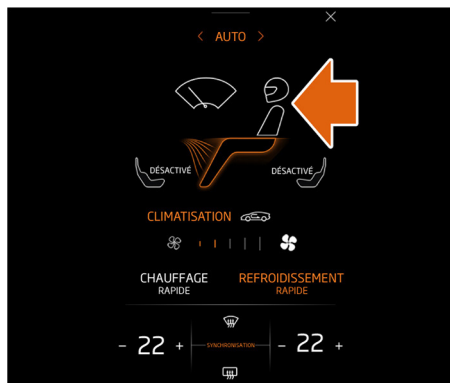 AUTO
DÉSACTIVÉ
DÉSACTIVÉ
CLIMATISATION
CHAUFFAGE
RAPIDE
REFROIDISSEMENT
RAPIDE
- 22 +
SYNCHRONISATION
- 22 +